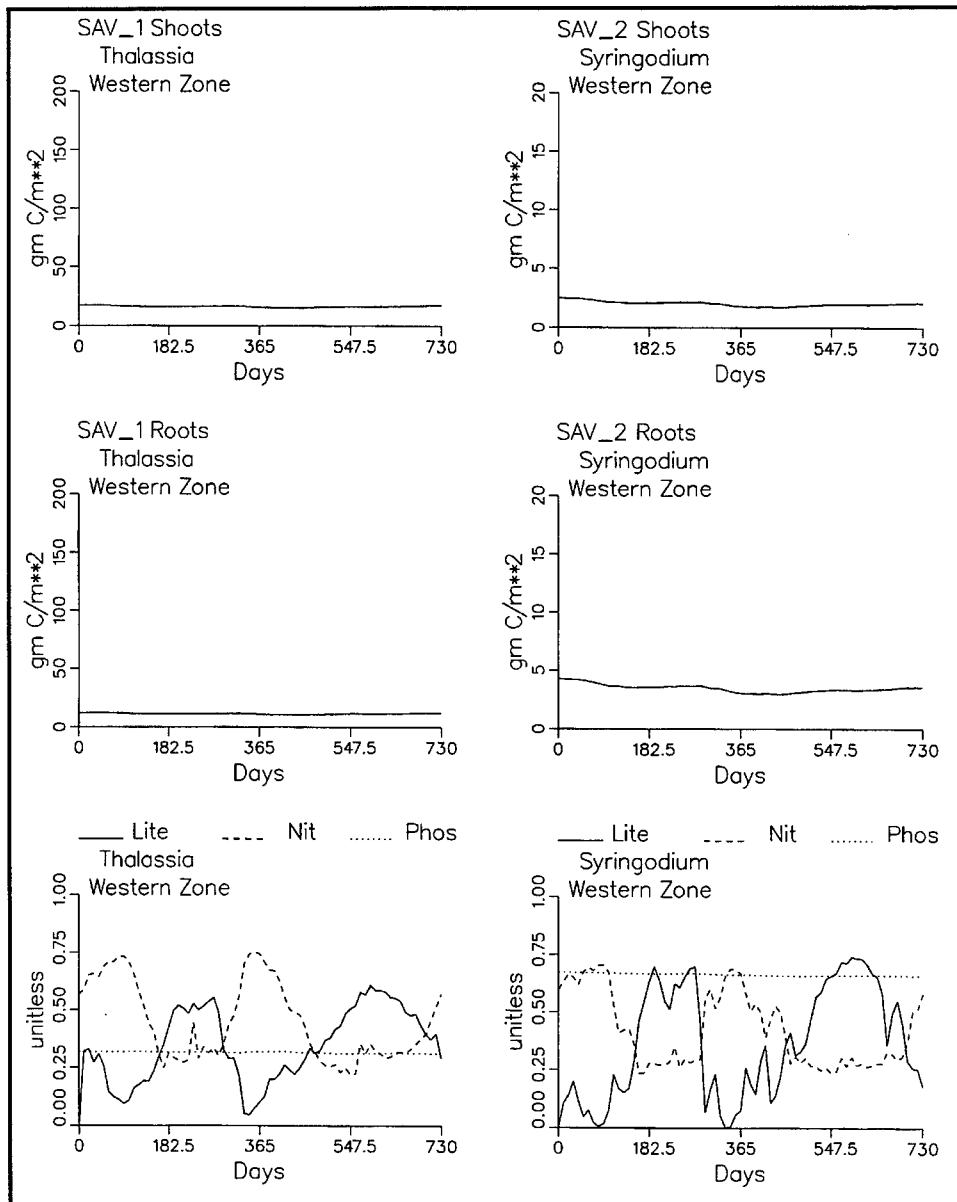 SAV_1 Shoots
Thalassia
Western Zone
gm C/m**2
200
150
100
50
0
0 182.5 365 547.5 730
Days
SAV_2 Shoots
Syringodium
Western Zone
gm C/m**2
20
15
10
5
0
0 182.5 365 547.5 730
Days
SAV_1 Roots
Thalassia
Western Zone
gm C/m**2
200
150
100
50
0
0 182.5 365 547.5 730
Days
SAV_2 Roots
Syringodium
Western Zone
gm C/m**2
20
15
10
5
0
0 182.5 365 547.5 730
Days
Lite Nit Phos
Thalassia
Western Zone
unitless
1.00
0.75
0.50
0.25
0.00
0 182.5 365 547.5 730
Days
Lite Nit Phos
Syringodium
Western Zone
unitless
1.00
0.75
0.50
0.25
0.00
0 182.5 365 547.5 730
Days